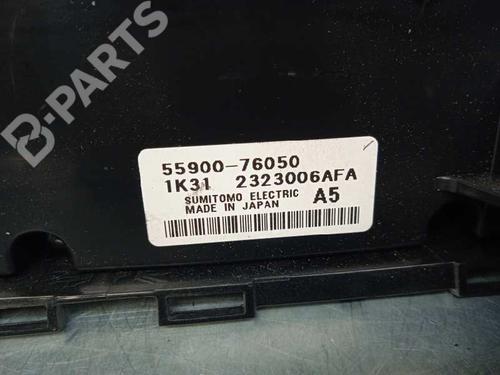 B-PARTS
55900-76050
1K31 2323006AFA
SUMITOMO ELECTRIC A5
MADE IN JAPAN